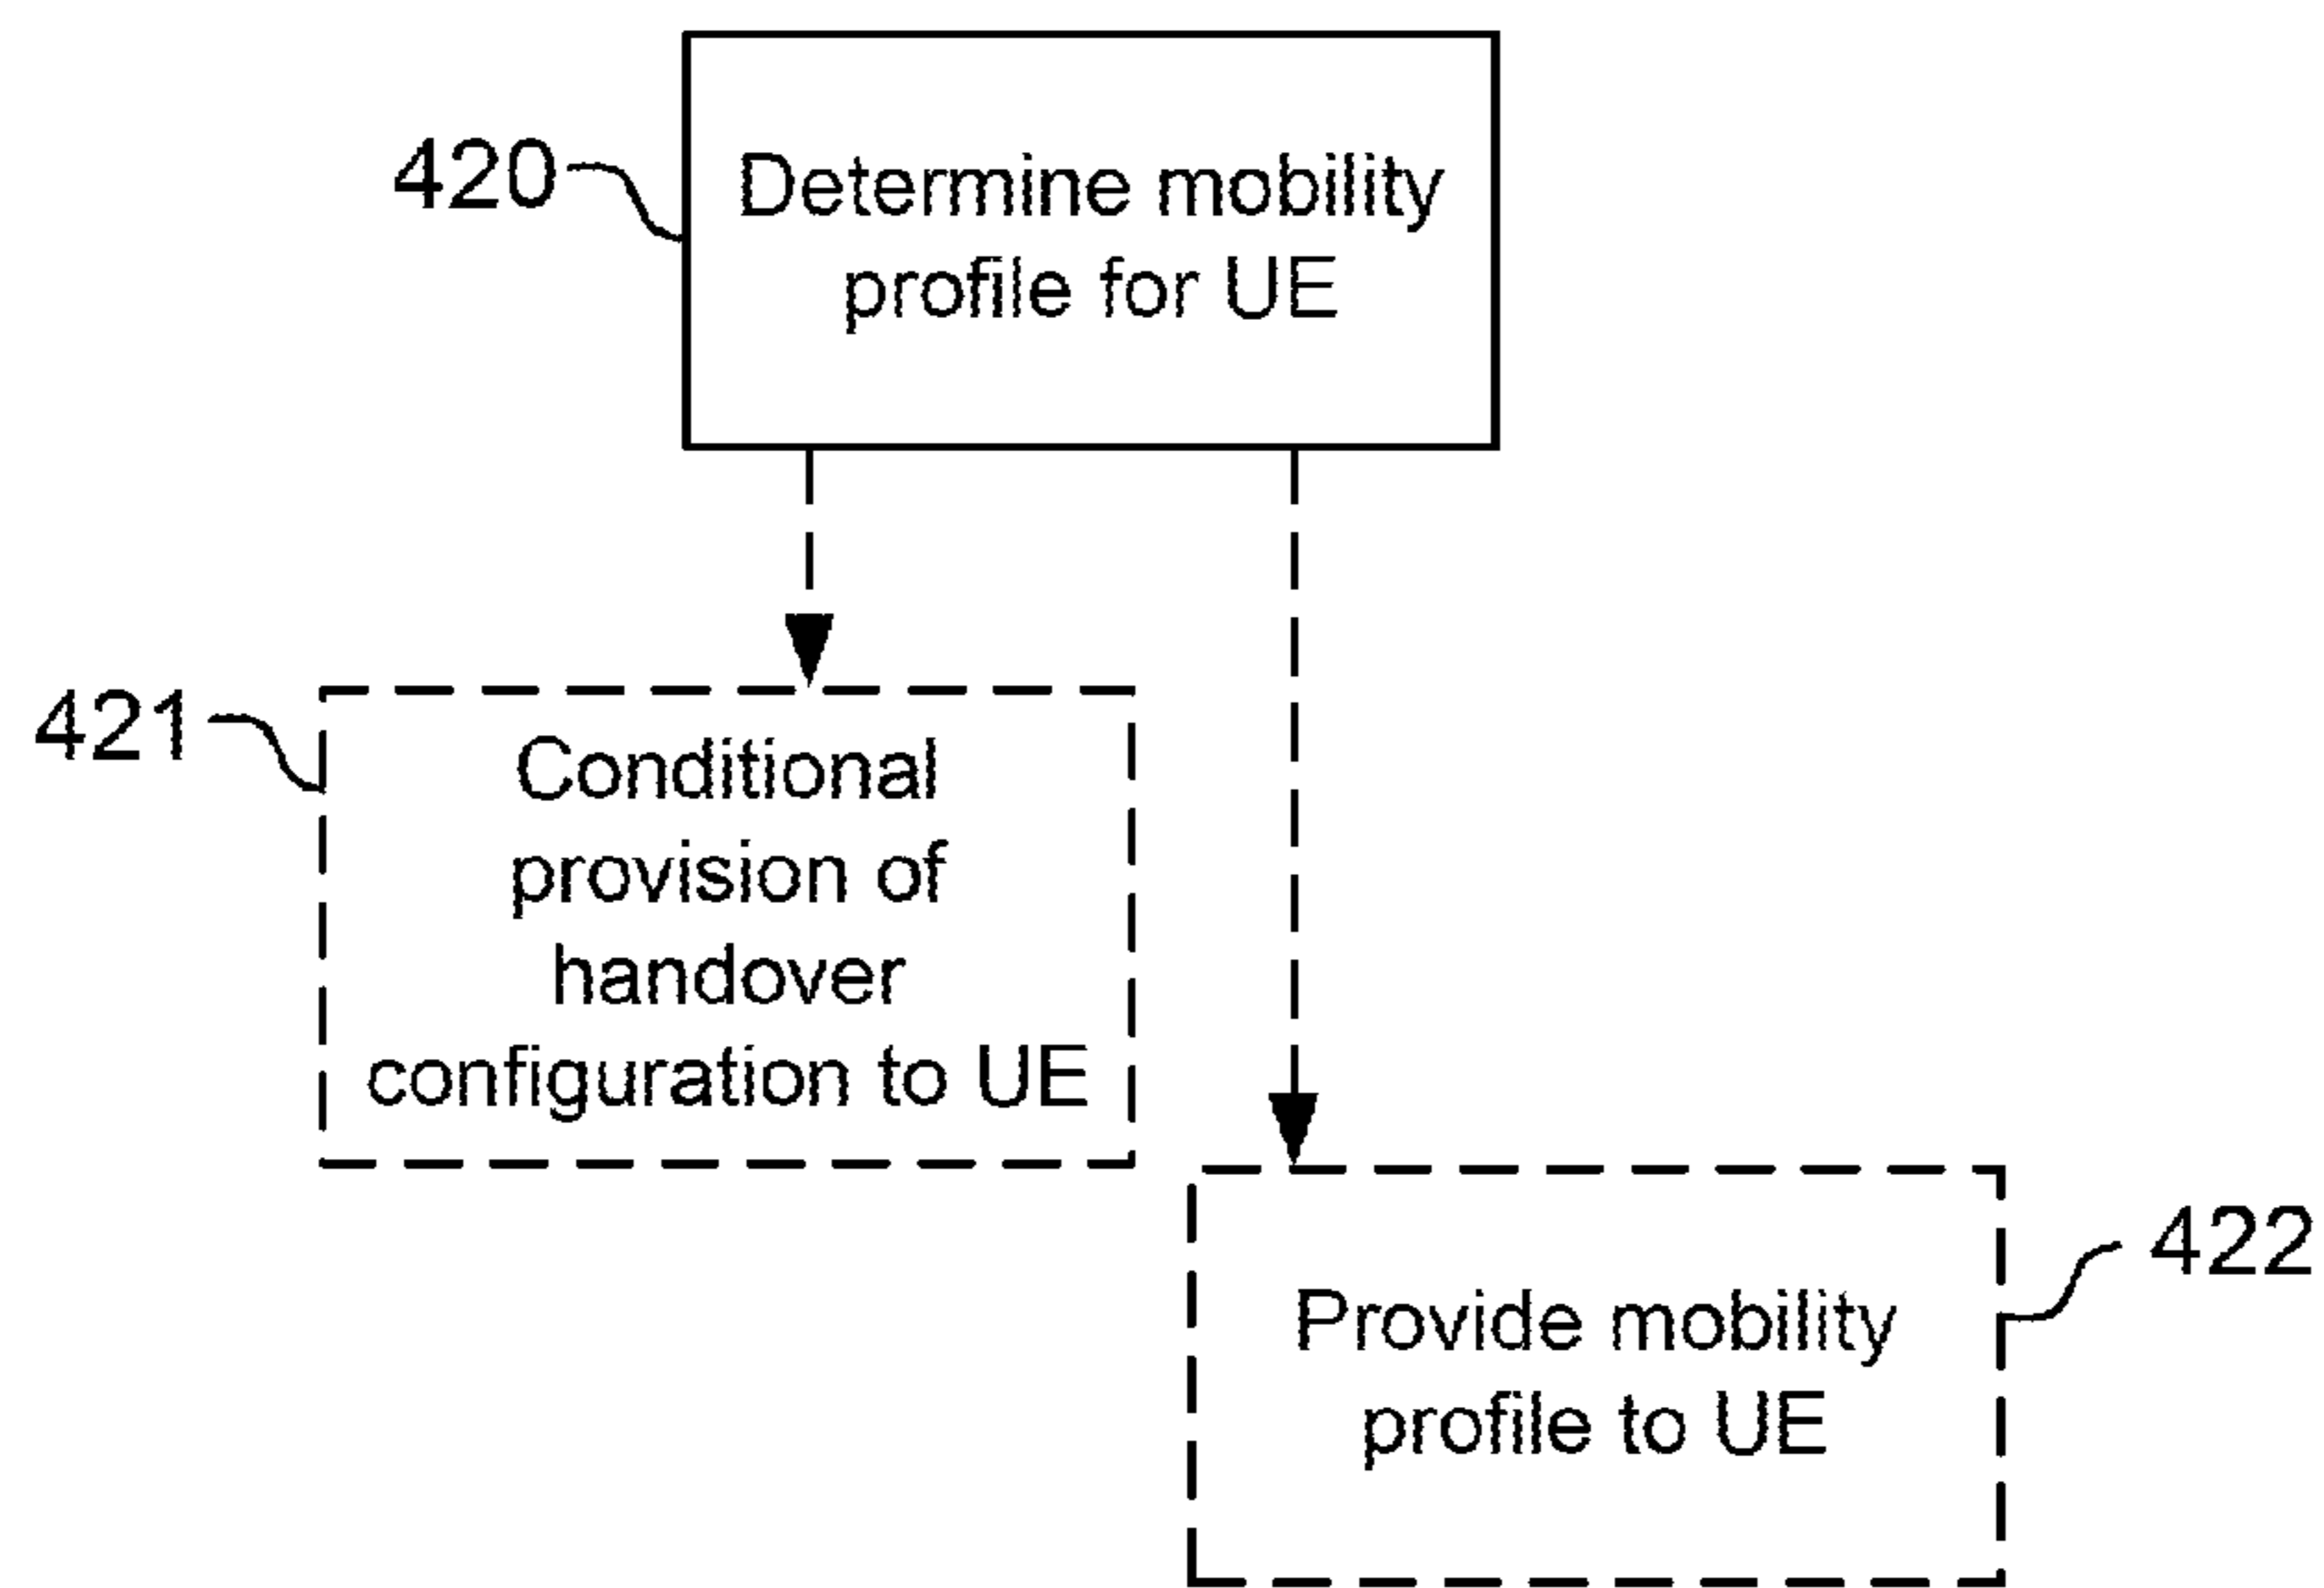 420
Determine mobility
profile for UE
421
Conditional
provision of
handover
configuration to UE
422
Provide mobility
profile to UE